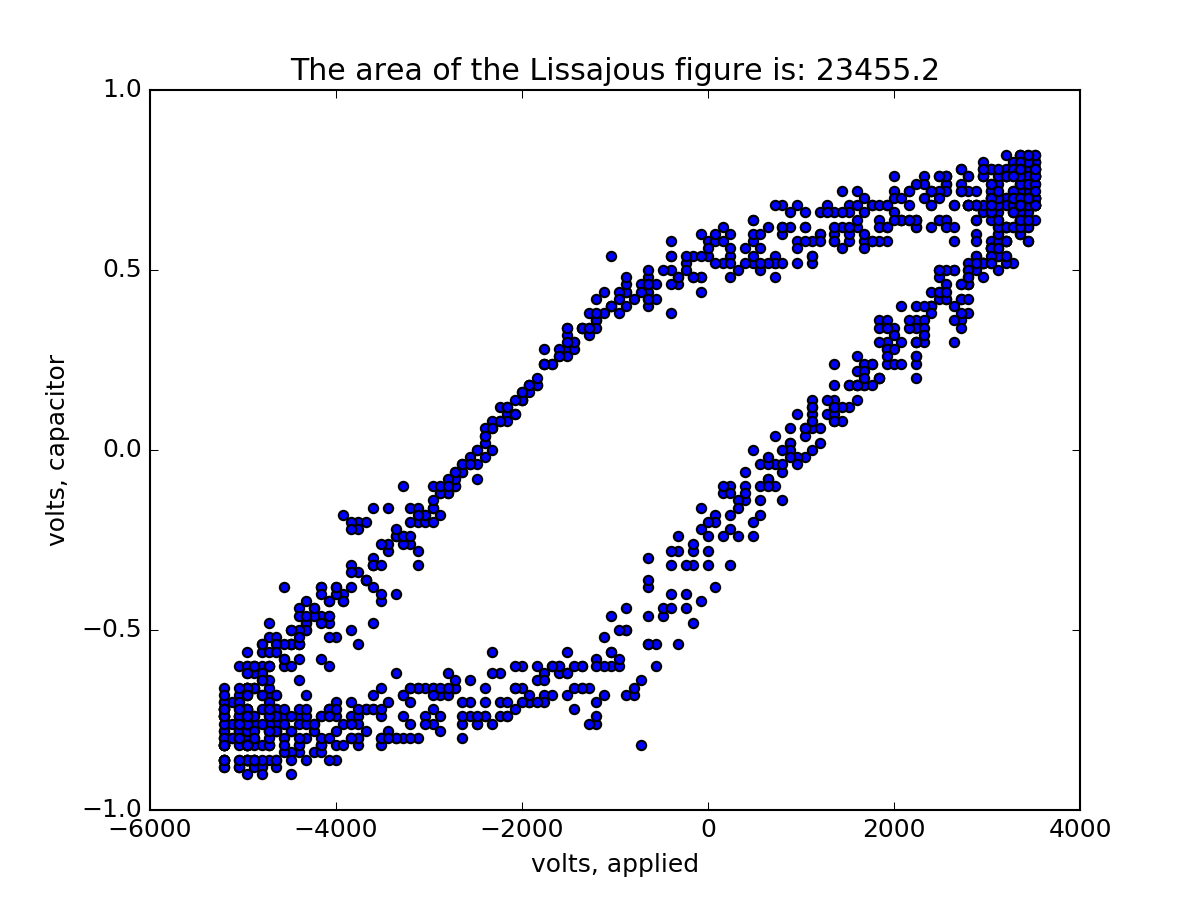 The area of the Lissajous figure is: 23455.2
1.0
0.5
0.0
−0.5
−1.0
volts, capacitor
−6000 −4000 −2000 0 2000 4000
volts, applied